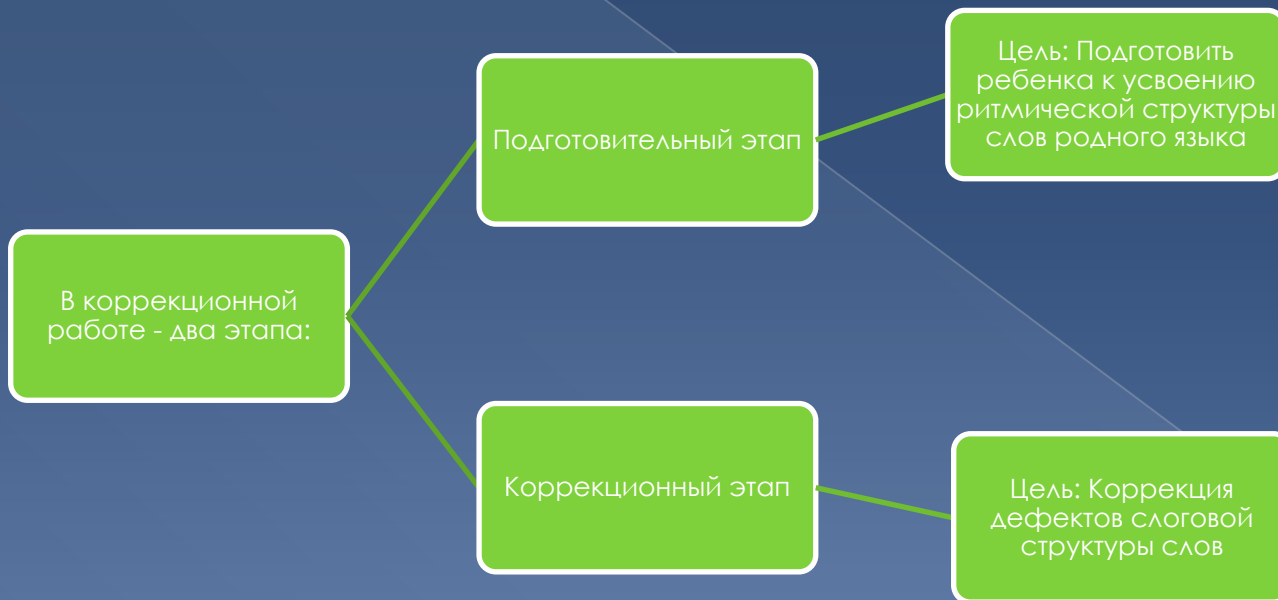 В коррекционной
работе - два этапа:
Подготовительный этап
Цель: Подготовить
ребенка к усвоению
ритмической структуры
слов родного языка
Коррекционный этап
Цель: Коррекция
дефектов слоговой
структуры слов